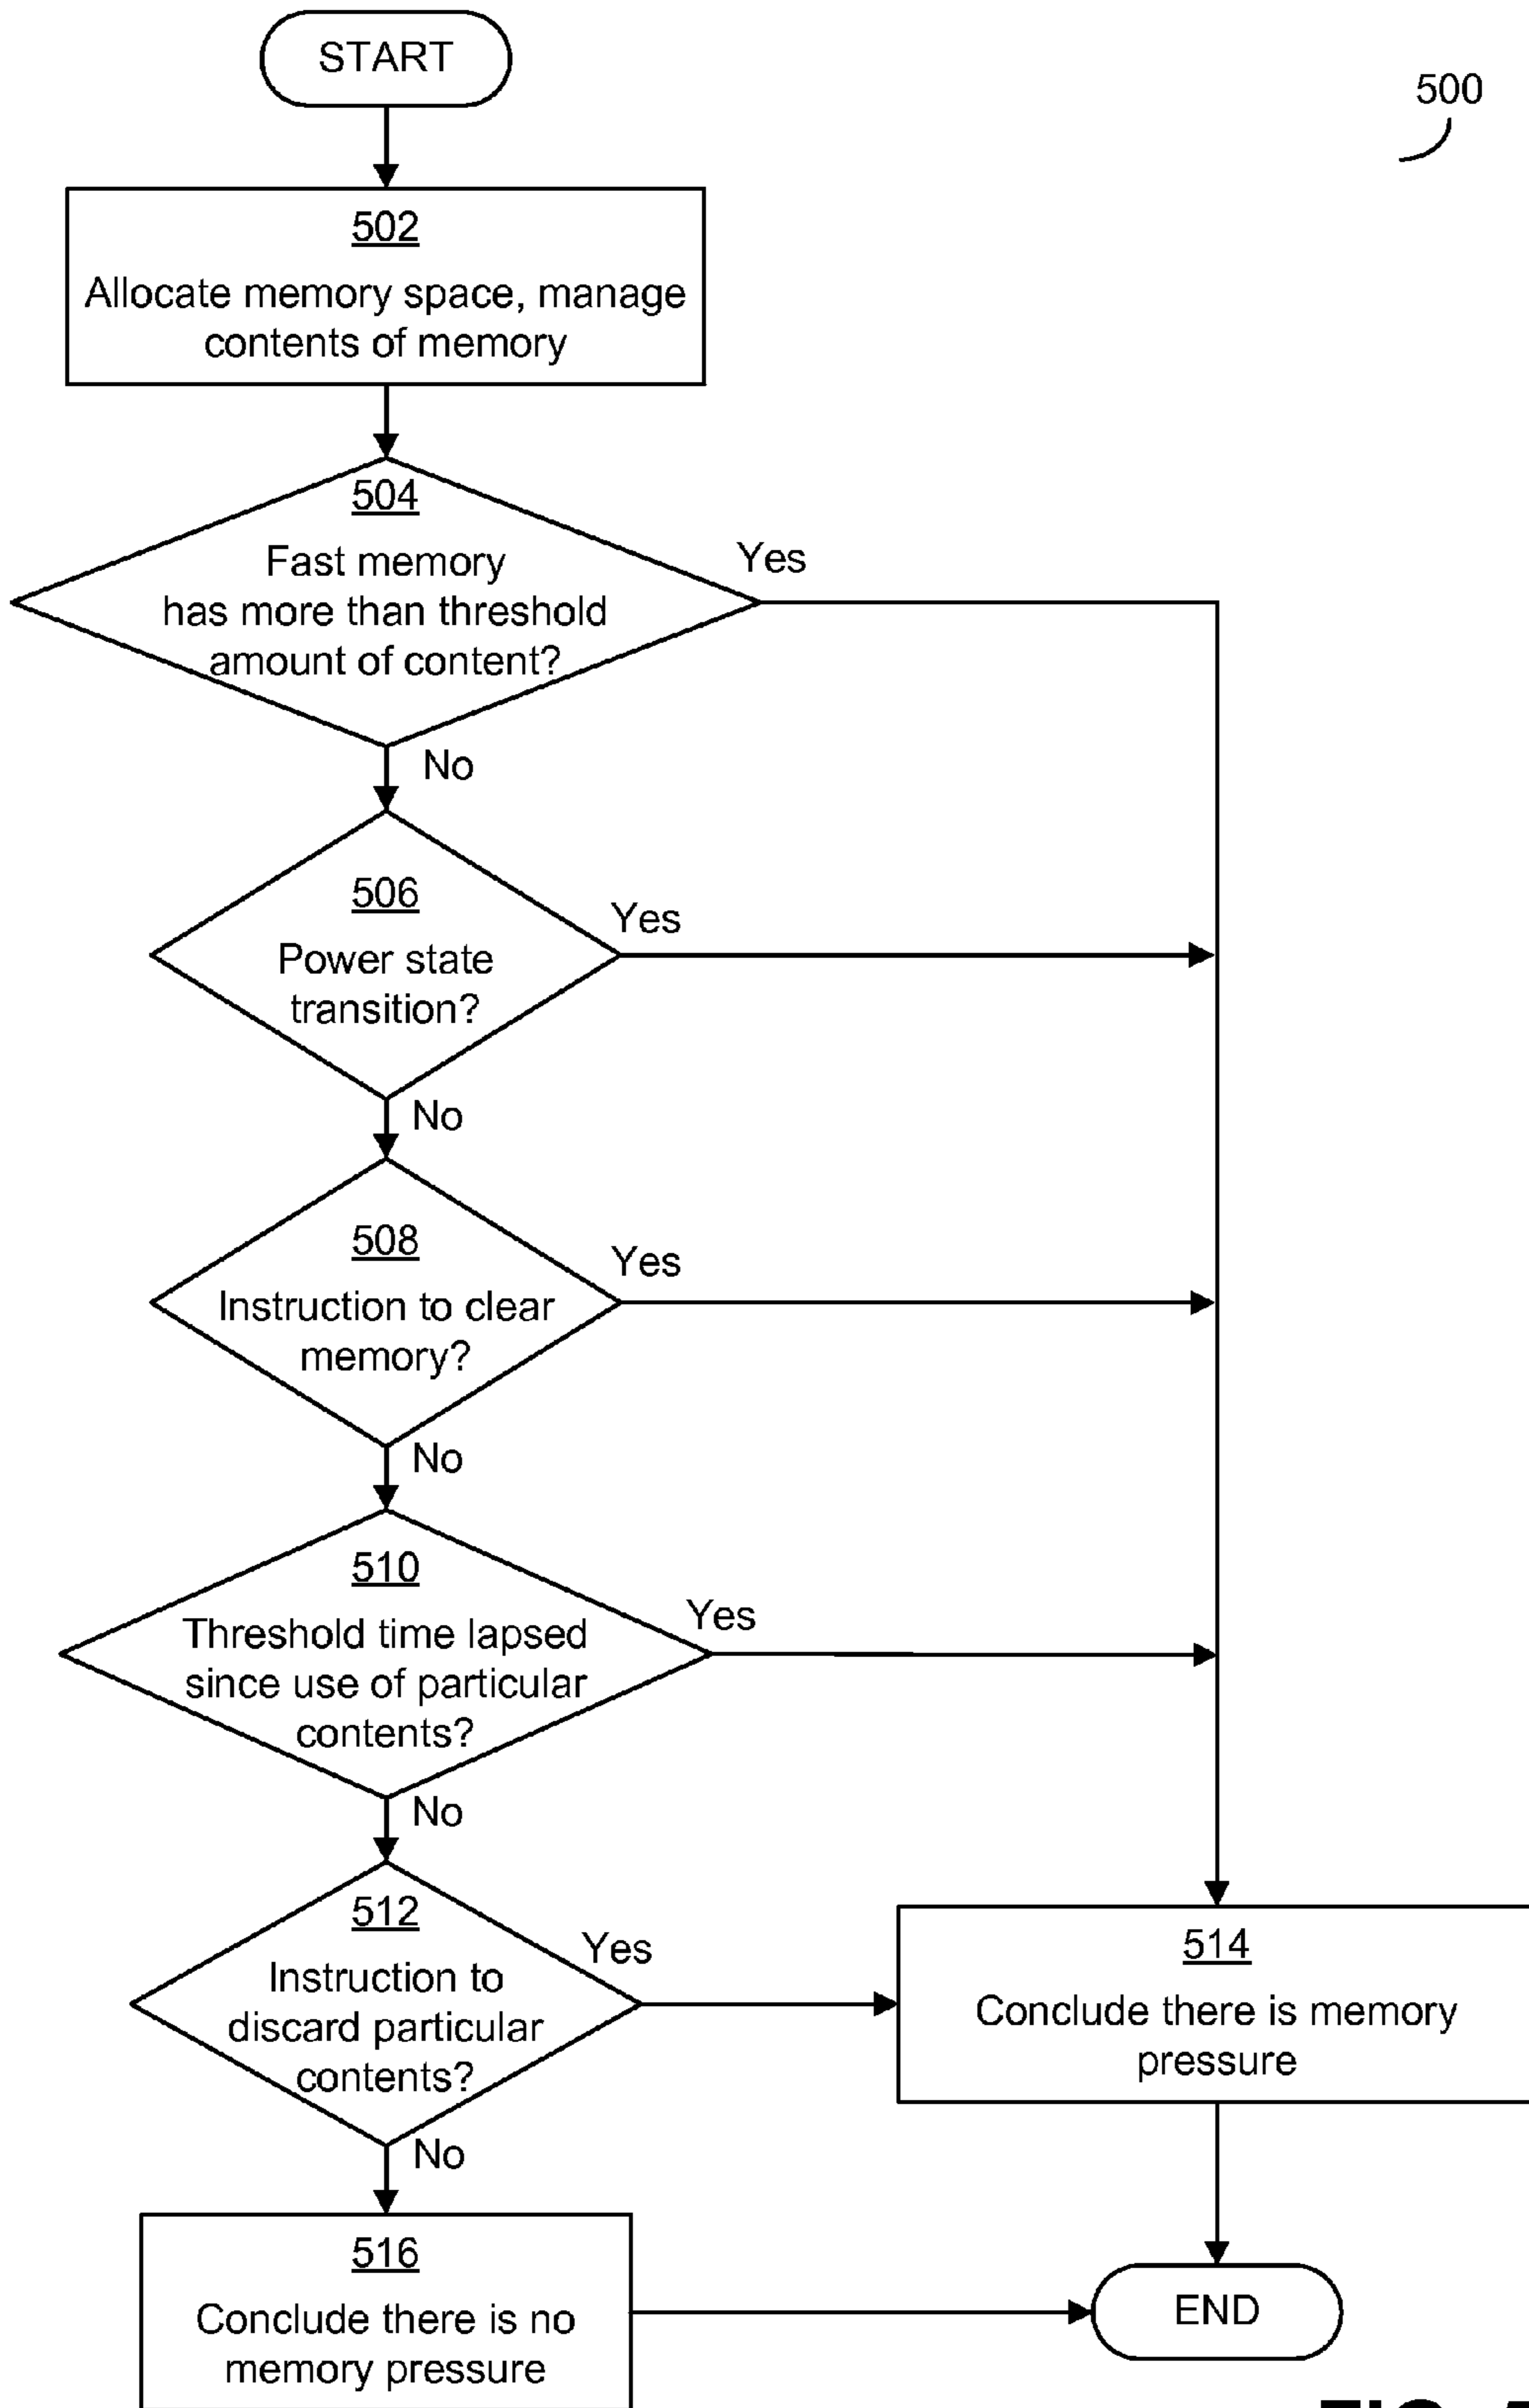 START
500
502
Allocate memory space, manage
contents of memory
504
Fast memory
has more than threshold
amount of content?
Yes
No
506
Power state
transition?
Yes
No
508
Instruction to clear
memory?
Yes
No
510
Threshold time lapsed
since use of particular
contents?
Yes
No
512
Instruction to
discard particular
contents?
Yes
No
514
Conclude there is memory
pressure
516
Conclude there is no
memory pressure
END